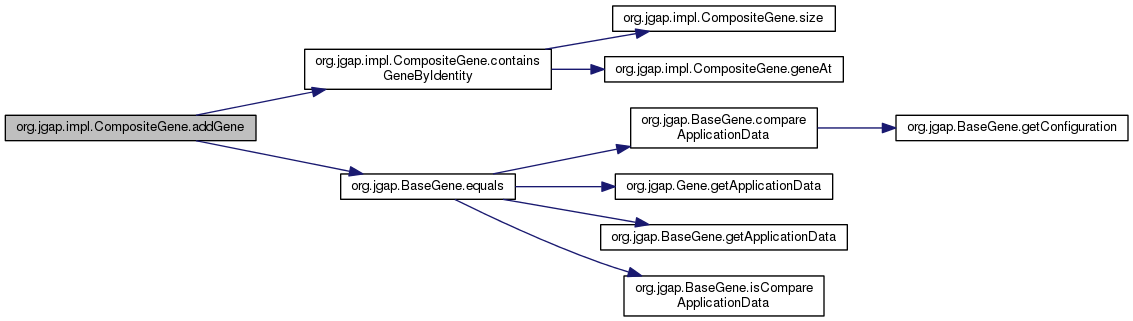 org.jgap.impl.CompositeGene.addGene
org.jgap.impl.CompositeGene.contains
GeneByIdentity
org.jgap.impl.CompositeGene.size
org.jgap.impl.CompositeGene.geneAt
org.jgap.BaseGene.equals
org.jgap.BaseGene.compare
ApplicationData
org.jgap.BaseGene.getConfiguration
org.jgap.Gene.getApplicationData
org.jgap.BaseGene.getApplicationData
org.jgap.BaseGene.isCompare
ApplicationData